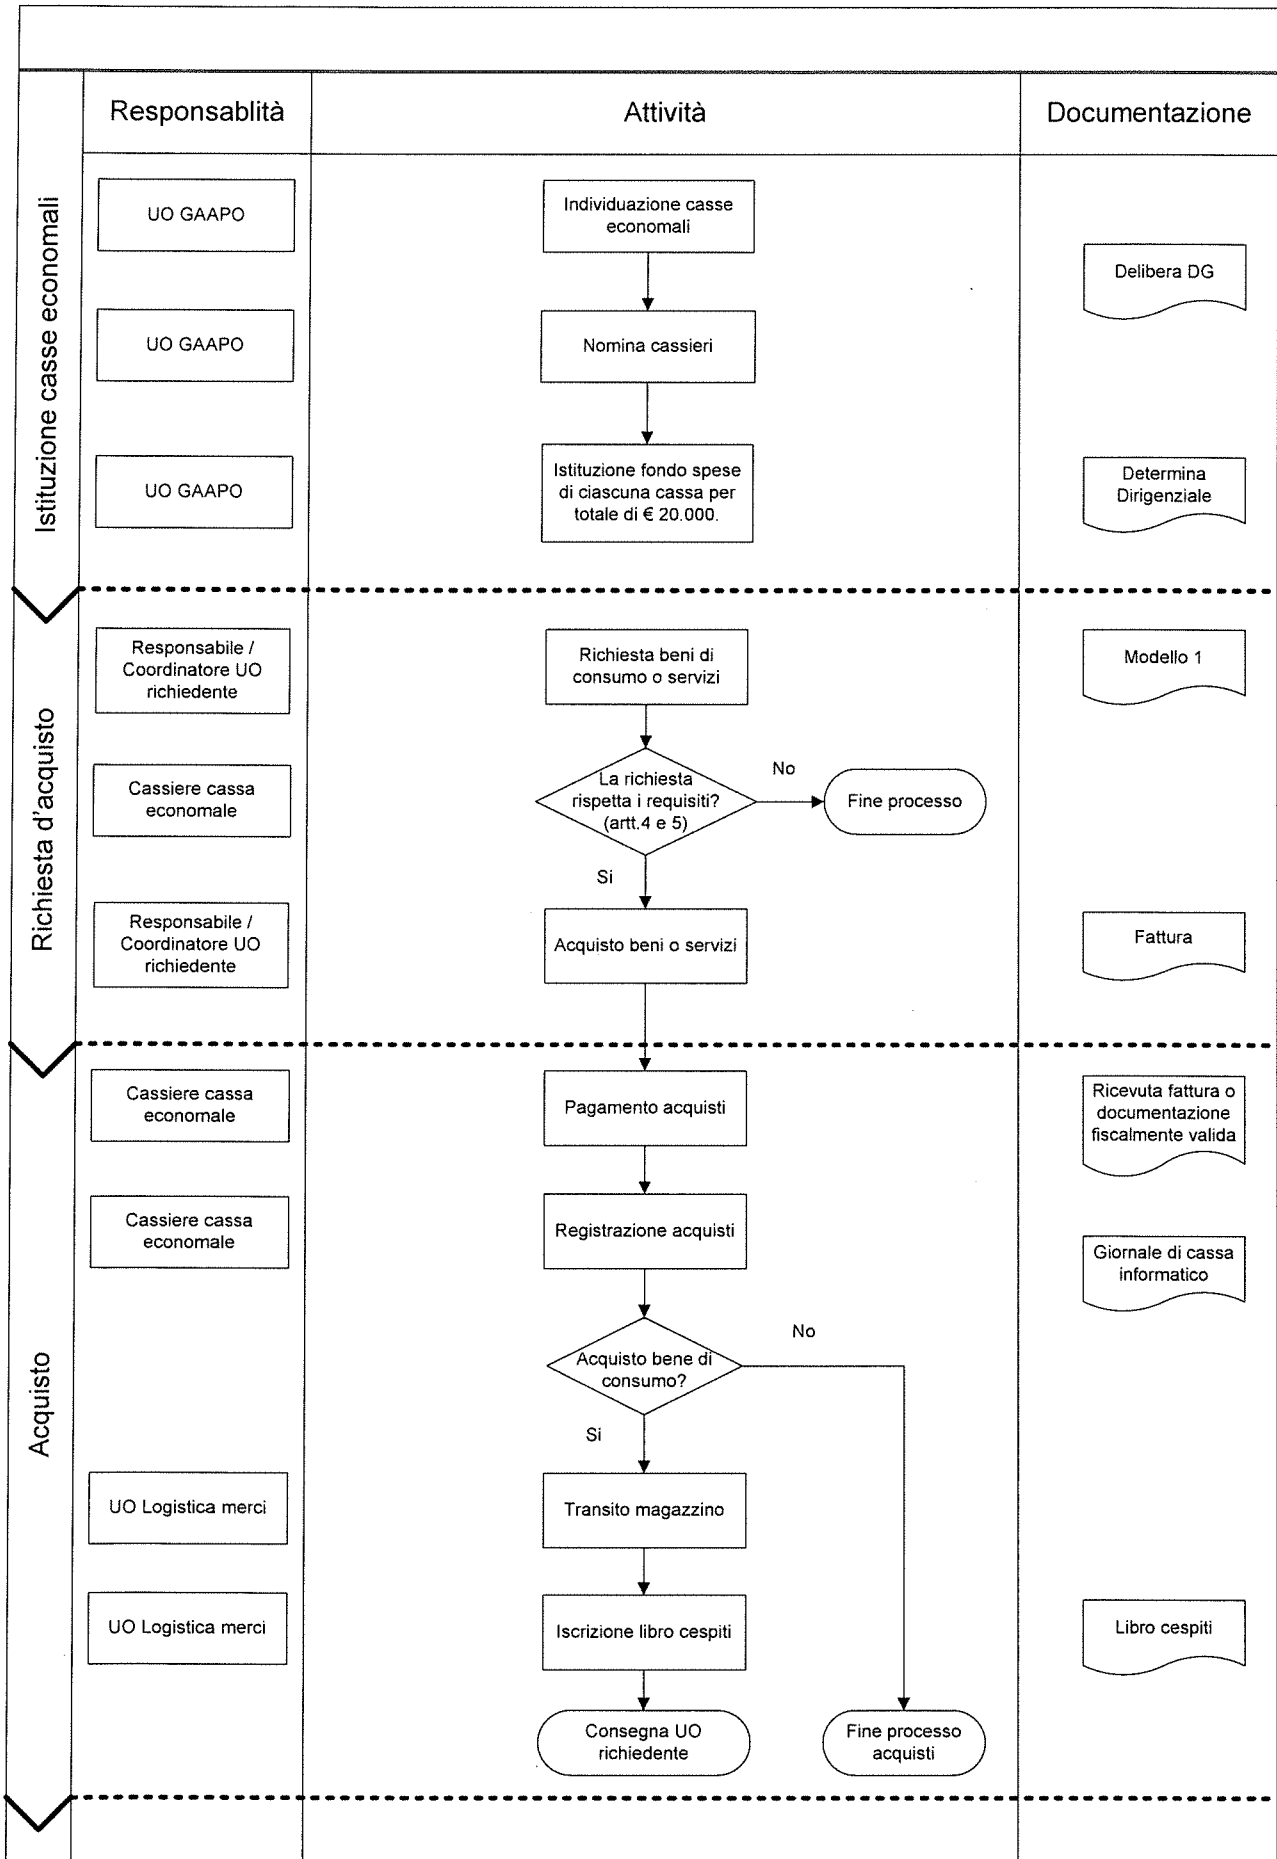 Responsablità
Attività
Documentazione
Istituzione casse economali
UO GAAPO
Individuazione casse
economali
Delibera DG
UO GAAPO
Nomina cassieri
UO GAAPO
Istituzione fondo spese
di ciascuna cassa per
totale di € 20.000.
Determina
Dirigenziale
Richiesta d'acquisto
Responsabile /
Coordinatore UO
richiedente
Richiesta beni di
consumo o servizi
Modello 1
Cassiere cassa
economale
La richiesta
rispetta i requisiti?
(artt.4 e 5)
No
Fine processo
Si
Responsabile /
Coordinatore UO
richiedente
Acquisto beni o servizi
Fattura
Acquisto
Cassiere cassa
economale
Pagamento acquisti
Ricevuta fattura o
documentazione
fiscalmente valida
Cassiere cassa
economale
Registrazione acquisti
Giornale di cassa
informatico
Acquisto bene di
consumo?
No
Si
UO Logistica merci
Transito magazzino
UO Logistica merci
Iscrizione libro cespiti
Libro cespiti
Consegna UO
richiedente
Fine processo
acquisti